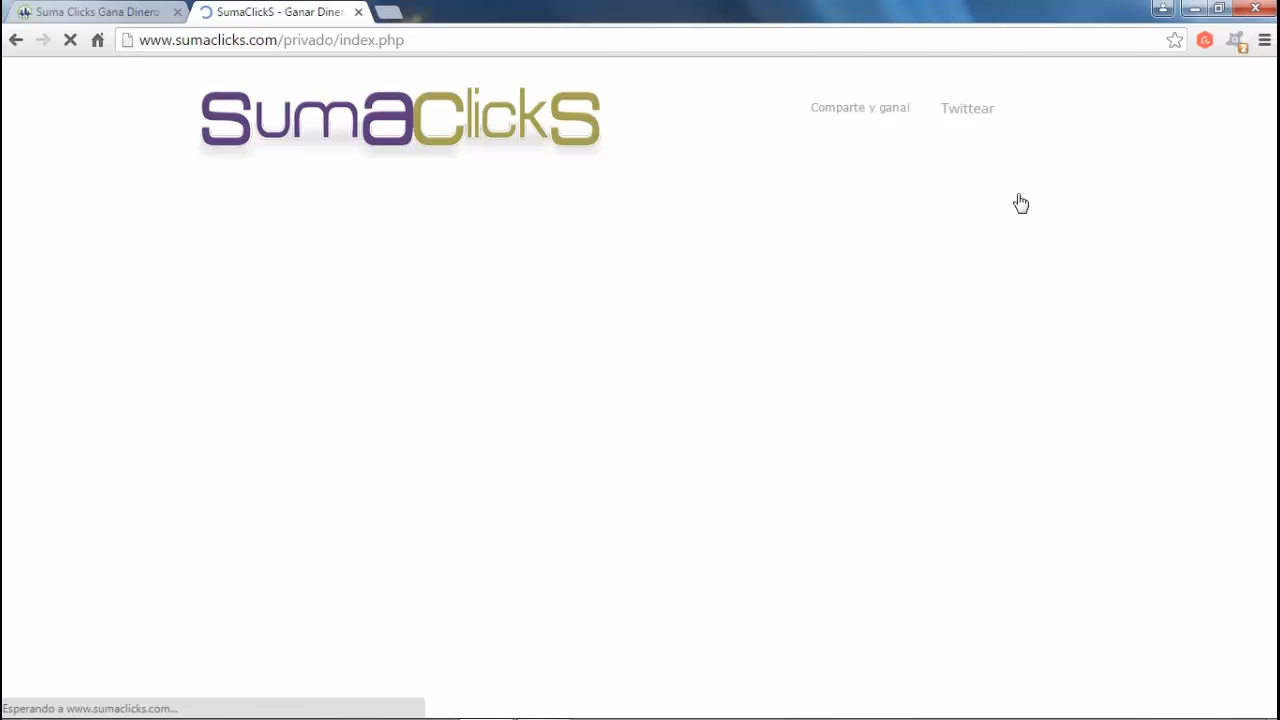 Suma Clicks Gana Dinero
SumaClickS - Ganar Diner
www.sumaclicks.com/privado/index.php
SumaClickS
Comparte y gana!
Twittear
Esperando a www.sumaclicks.com...